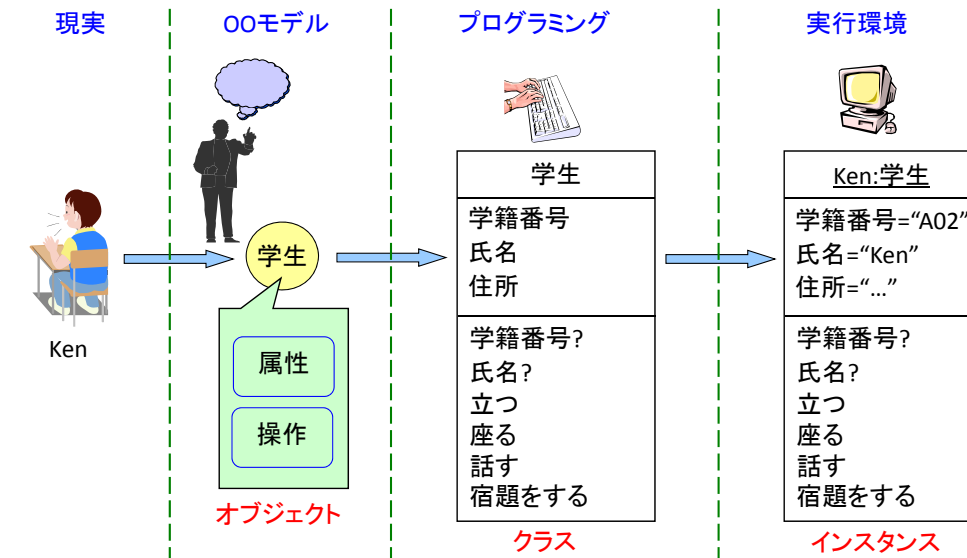 現実
OOモデル
プログラミング
実行環境
Ken
学生
属性
操作
オブジェクト
学生
学籍番号
氏名
住所
学籍番号?
氏名?
立つ
座る
話す
宿題をする
クラス
Ken:学生
学籍番号=“A02”
氏名=“Ken”
住所=“…”
学籍番号?
氏名?
立つ
座る
話す
宿題をする
インスタンス